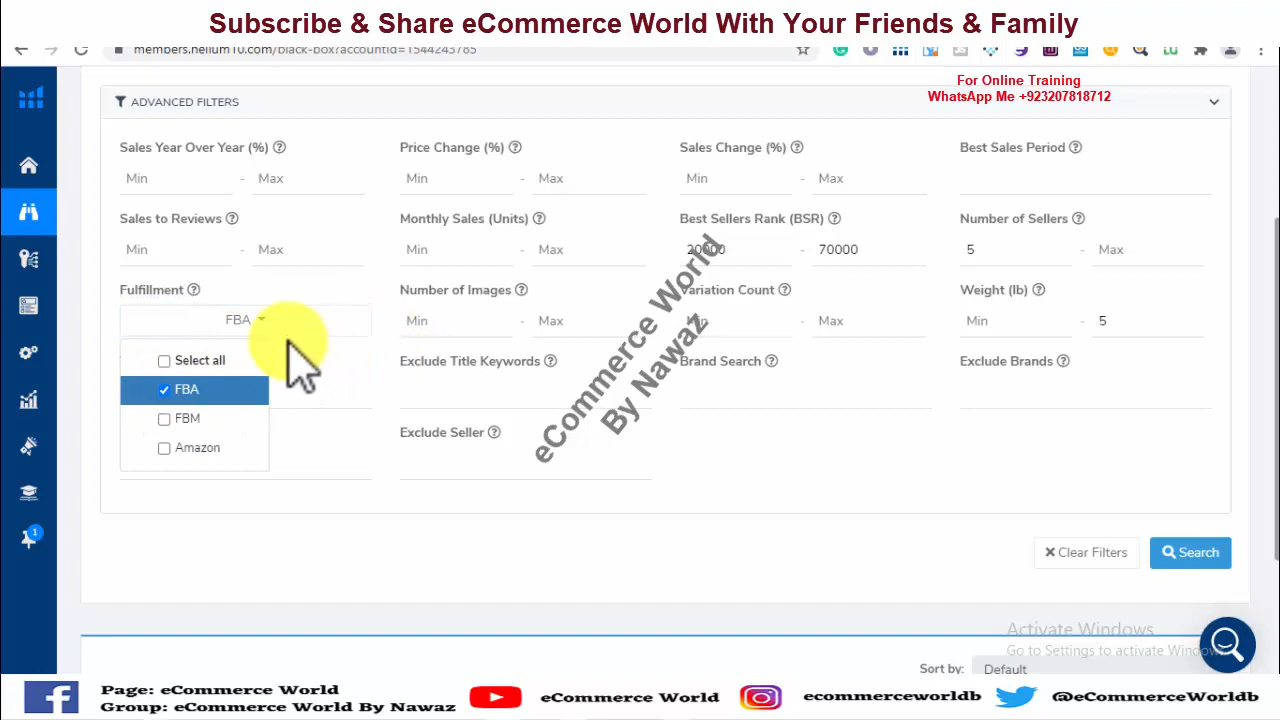 Subscribe & Share eCommerce World With Your Friends & Family
members.helium10.com/black-box?accountId=1544243785
For Online Training
WhatsApp Me +923207818712
ADVANCED FILTERS
Sales Year Over Year (%) Price Change (%) Sales Change (%) Best Sales Period
Min - Max Min - Max Min - Max
Sales to Reviews Monthly Sales (Units) Best Sellers Rank (BSR) Number of Sellers
Min - Max Min - Max 20000 - 70000 5 - Max
Fulfillment Number of Images Variation Count Weight (lb)
FBA Min - Max Min - Max Min - 5
Select all Exclude Title Keywords Brand Search Exclude Brands
FBA
FBM
Exclude Seller
Amazon
eCommerce World
By Nawaz
Clear Filters Search
Activate Windows
Go to Settings to activate Windows.
Sort by: Default
1
Page: eCommerce World
Group: eCommerce World By Nawaz
eCommerce World
ecommerceworldb
@eCommerceWorldb